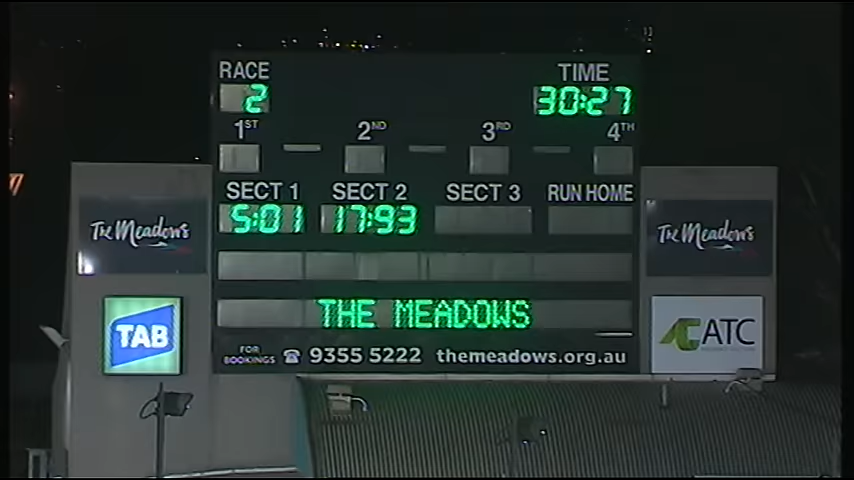 RACE TIME
2 30:27
1ST 2ND 3RD 4TH
SECT 1 SECT 2 SECT 3 RUN HOME
5:01 17:93
The Meadows
The Meadows
THE MEADOWS
TAB
ATC
FOR BOOKINGS ☎ 9355 5222 themeadows.org.au